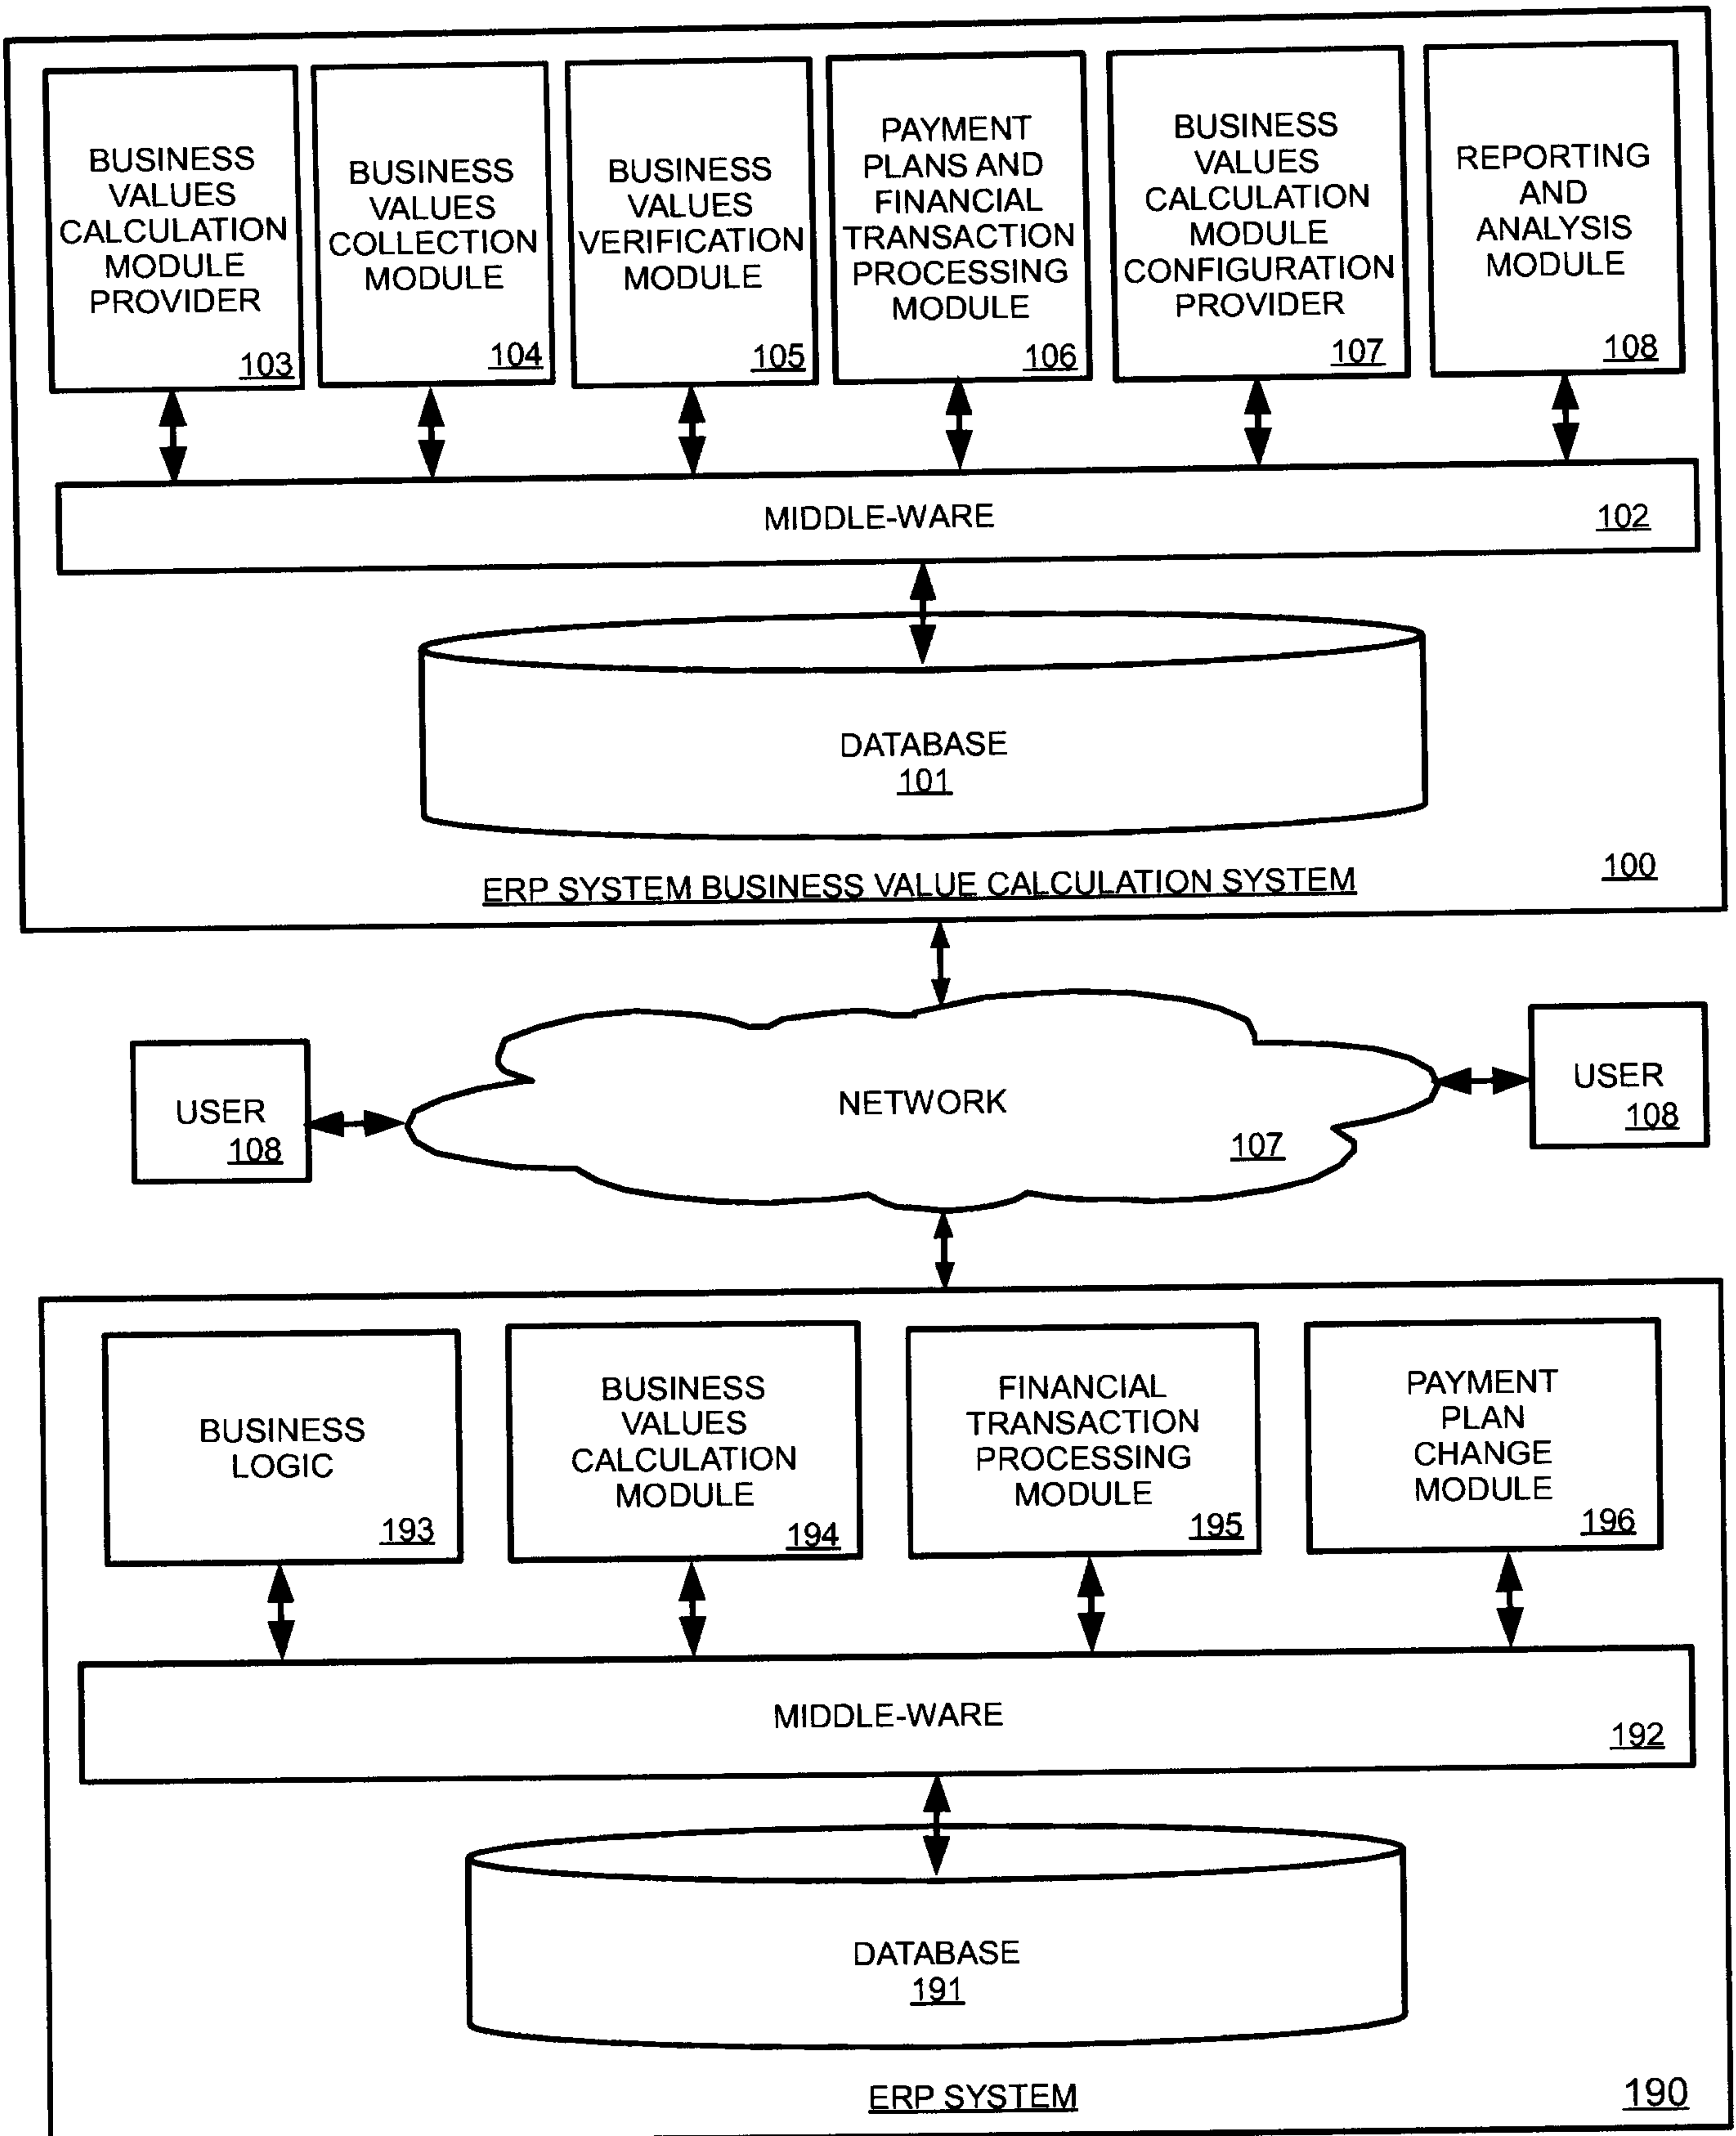 BUSINESS
VALUES
CALCULATION
MODULE
PROVIDER
103
BUSINESS
VALUES
COLLECTION
MODULE
104
BUSINESS
VALUES
VERIFICATION
MODULE
105
PAYMENT
PLANS AND
FINANCIAL
TRANSACTION
PROCESSING
MODULE
106
BUSINESS
VALUES
CALCULATION
MODULE
CONFIGURATION
PROVIDER
107
REPORTING
AND
ANALYSIS
MODULE
108
MIDDLE-WARE
102
DATABASE
101
ERP SYSTEM BUSINESS VALUE CALCULATION SYSTEM
100
USER
108
NETWORK
107
USER
108
BUSINESS
LOGIC
193
BUSINESS
VALUES
CALCULATION
MODULE
194
FINANCIAL
TRANSACTION
PROCESSING
MODULE
195
PAYMENT
PLAN
CHANGE
MODULE
196
MIDDLE-WARE
192
DATABASE
191
ERP SYSTEM
190